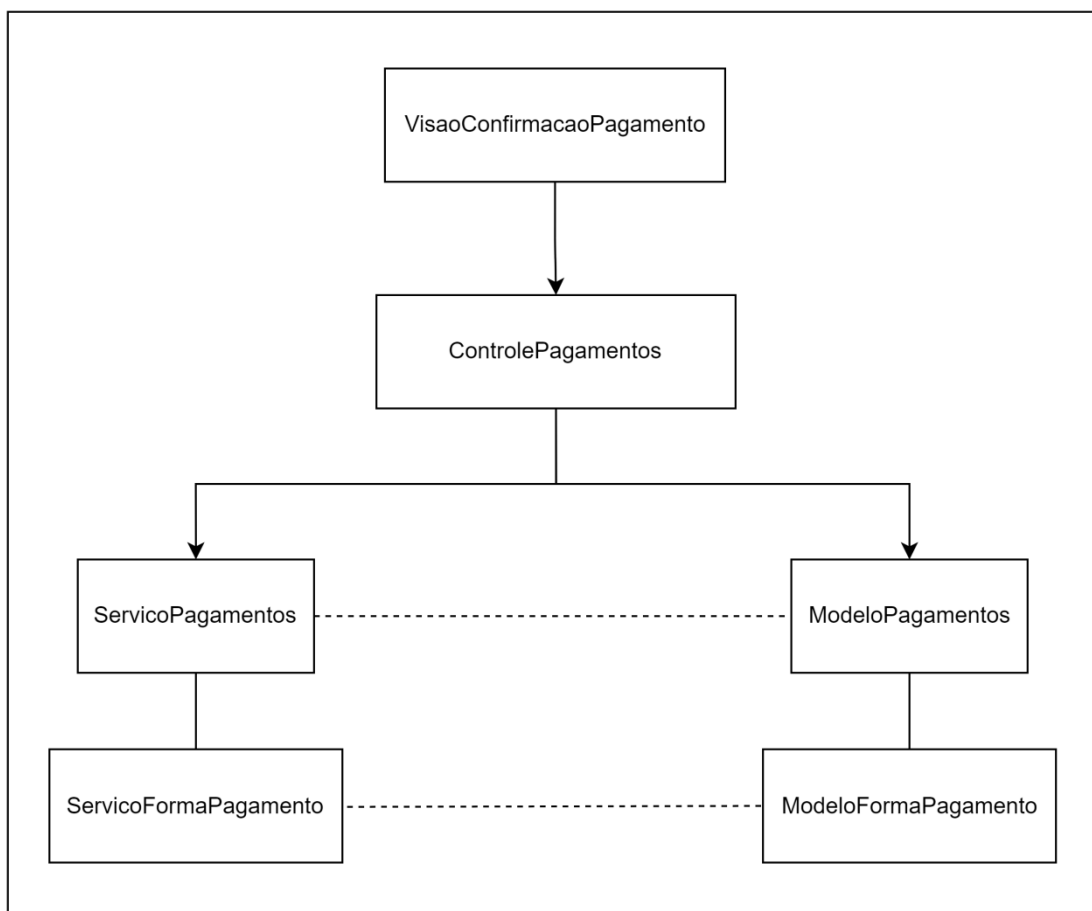 VisaoConfirmacaoPagamento
ControlePagamentos
ServicoPagamentos
ModeloPagamentos
ServicoFormaPagamento
ModeloFormaPagamento